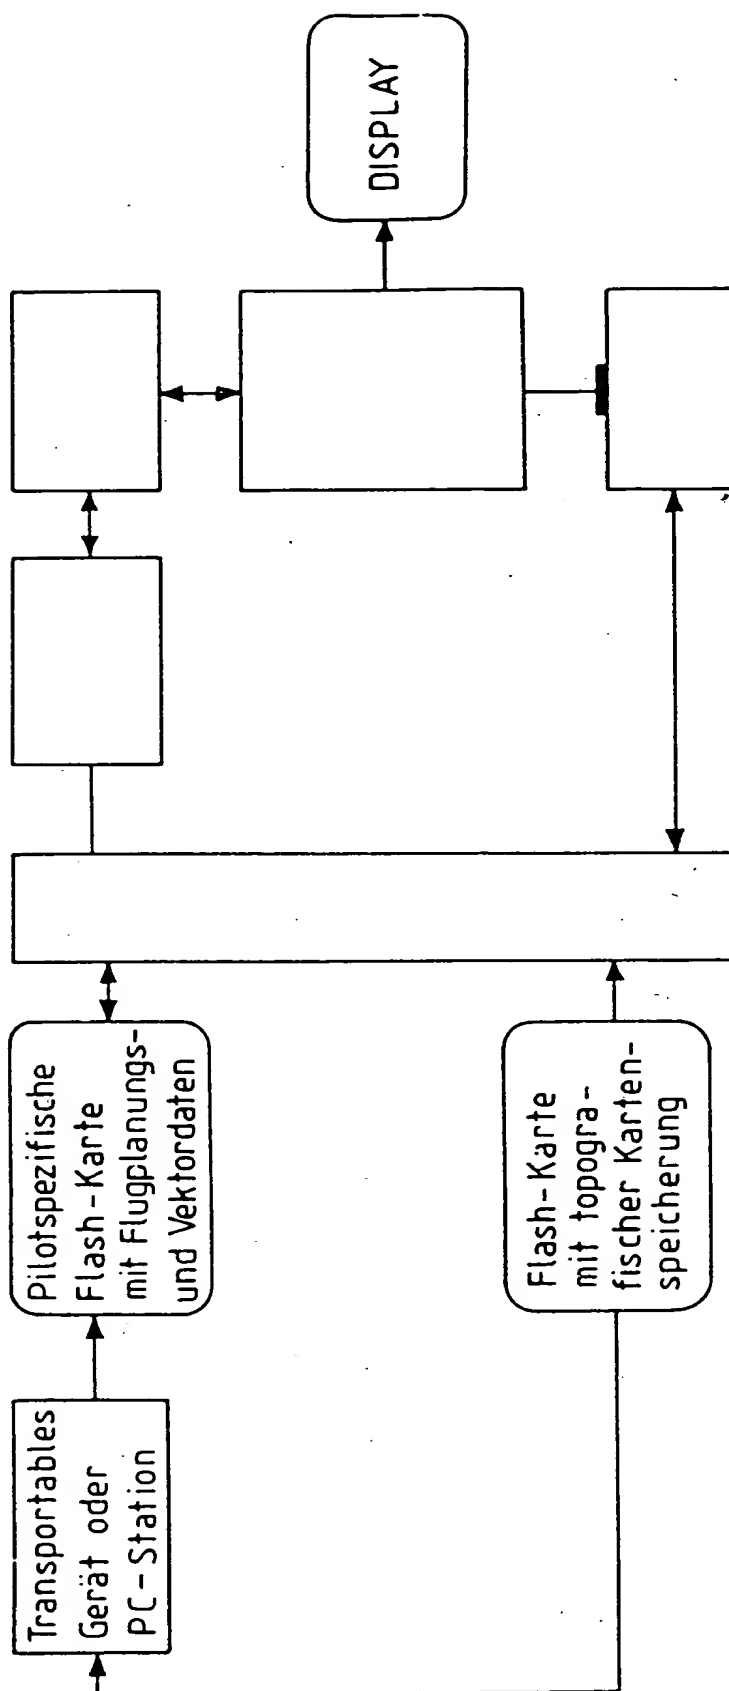 Transportables
Gerät oder
PC-Station
Pilotspezifische
Flash-Karte
mit Flugplanungs-
und Vektordaten
Flash-Karte
mit topogra-
fischer Karten-
speicherung
DISPLAY